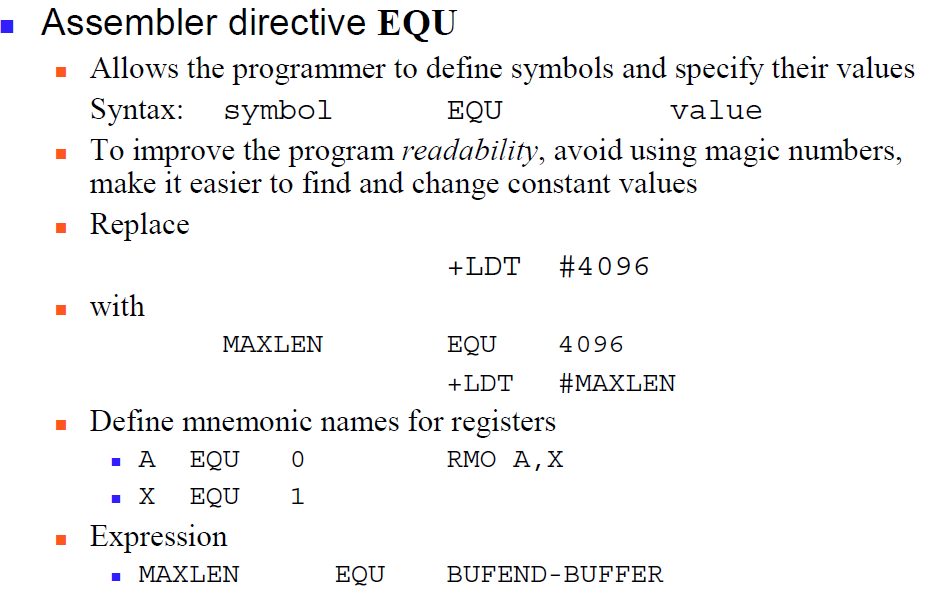 Assembler directive EQU
Allows the programmer to define symbols and specify their values
Syntax: symbol EQU value
To improve the program readability, avoid using magic numbers,
make it easier to find and change constant values
Replace
+LDT #4096
with
MAXLEN EQU 4096
+LDT #MAXLEN
Define mnemonic names for registers
A EQU 0 RMO A,X
X EQU 1
Expression
MAXLEN EQU BUFEND-BUFFER